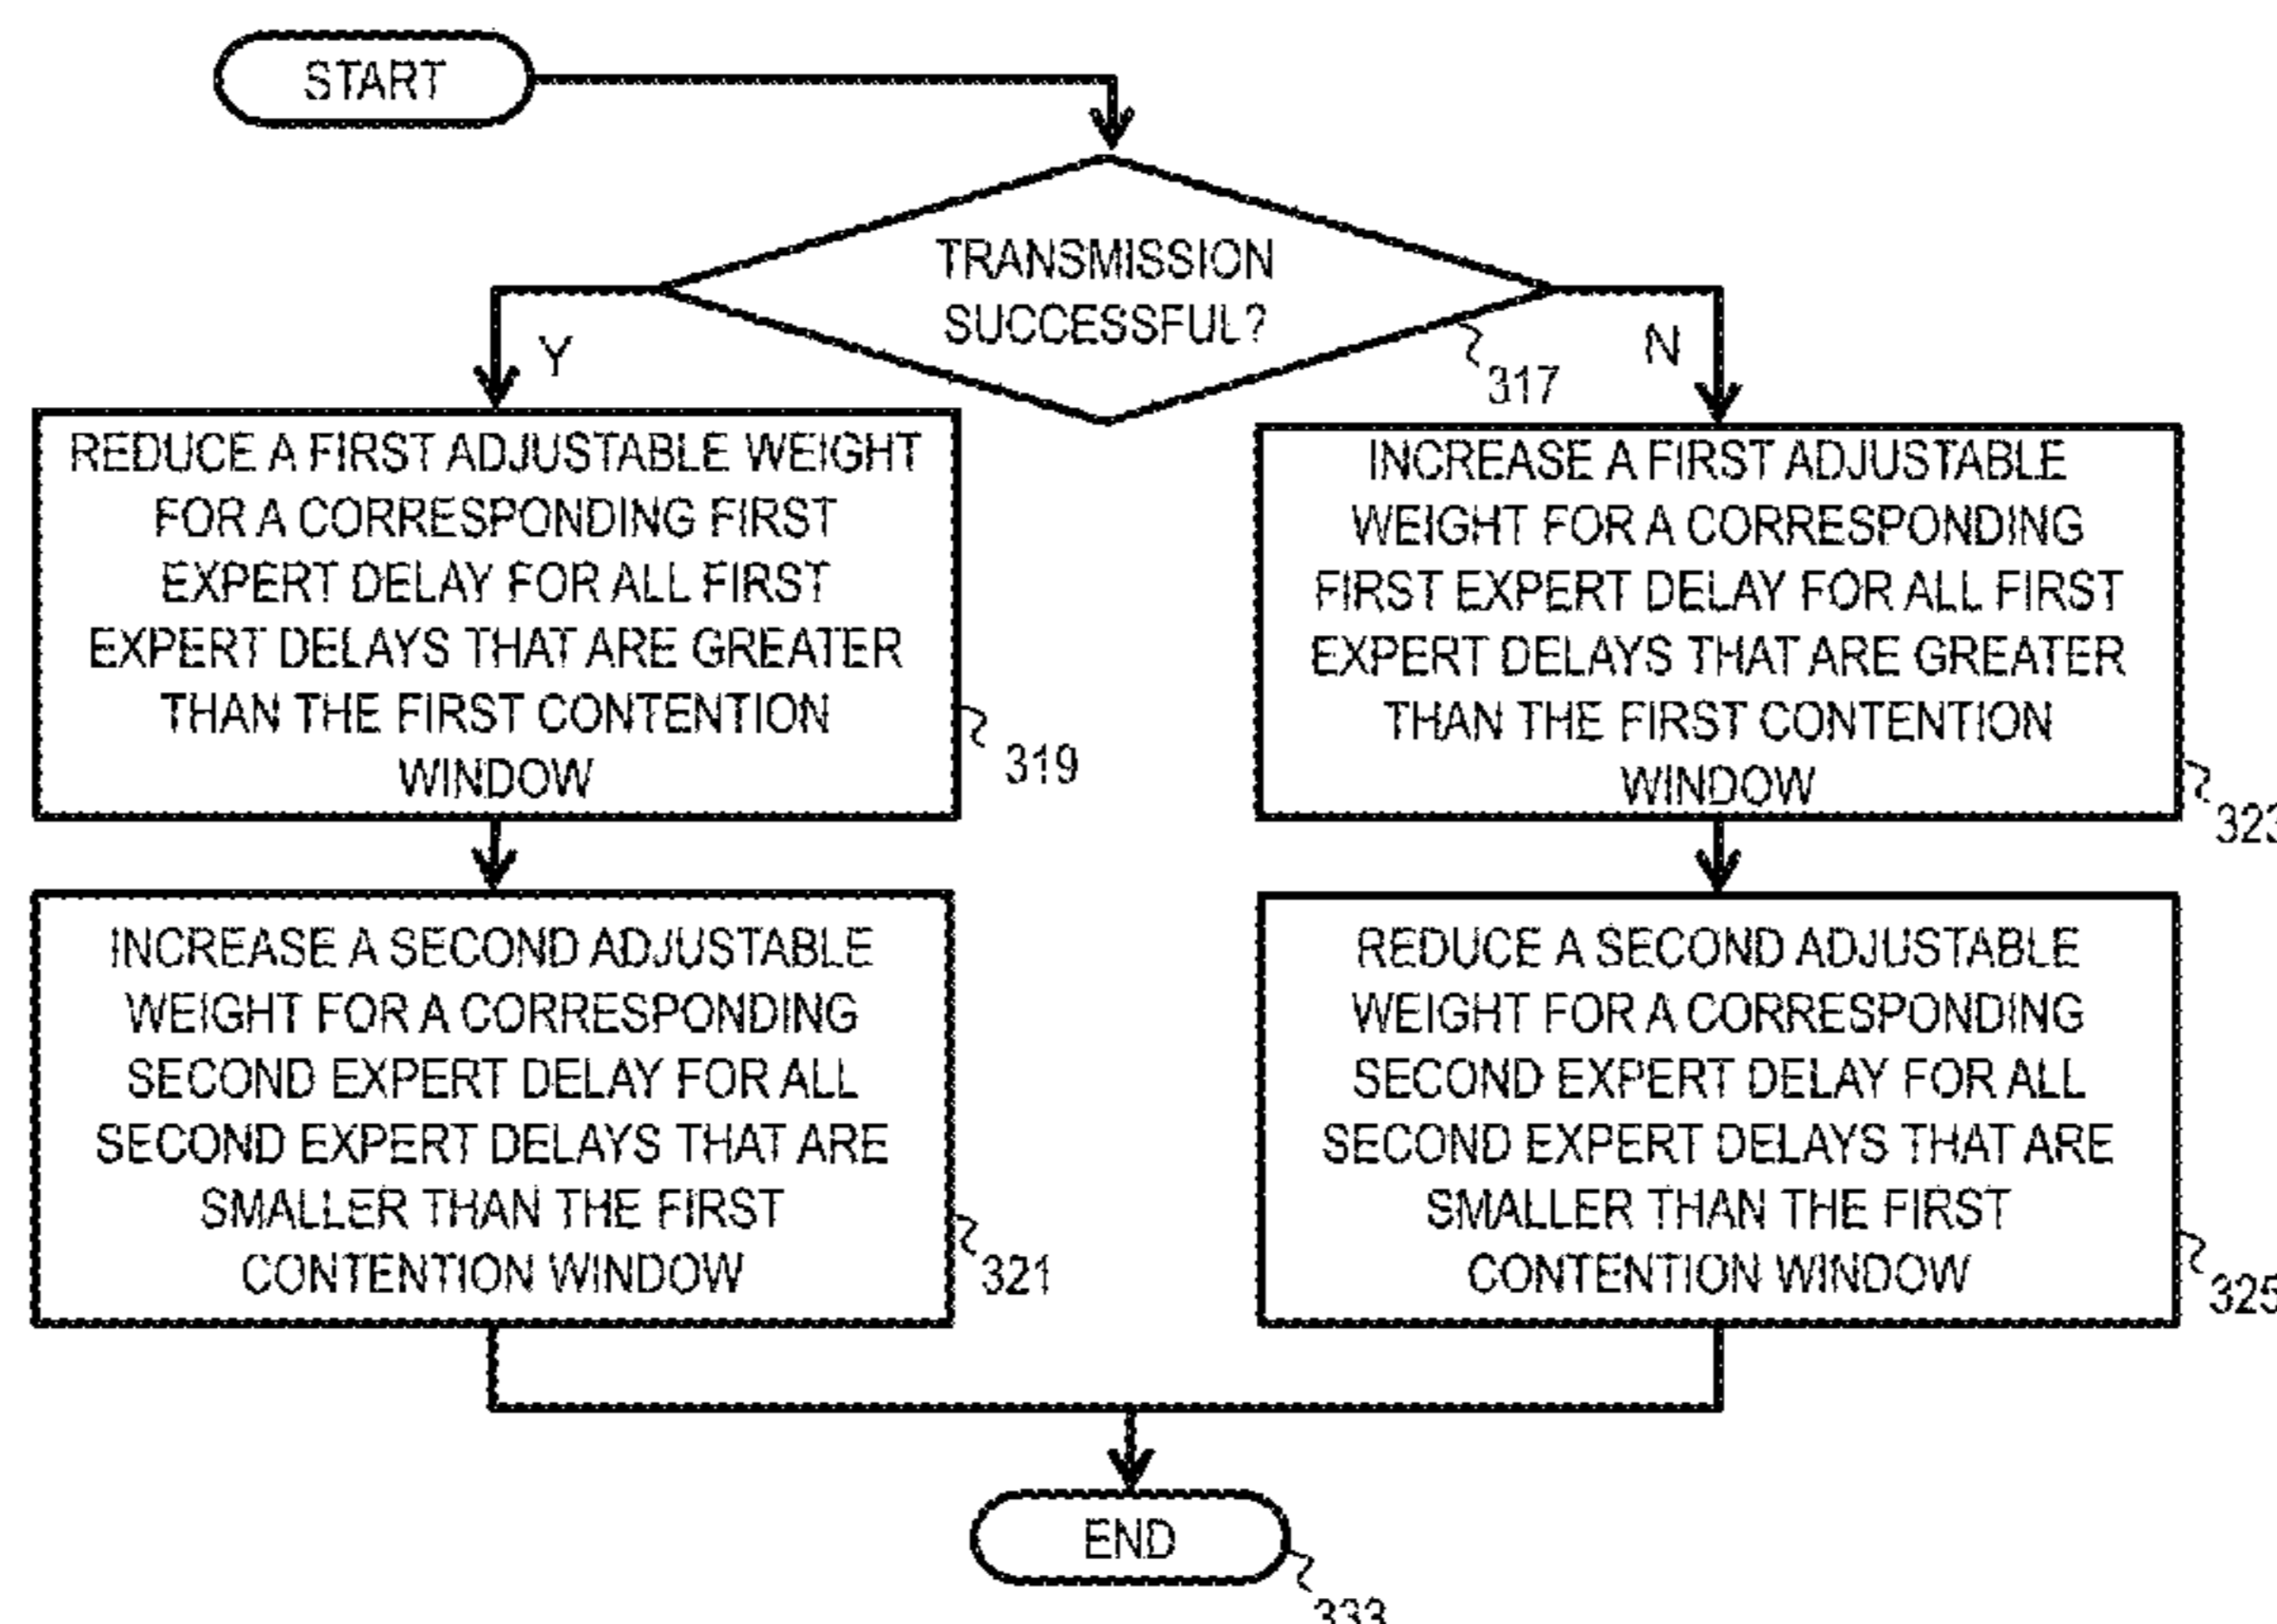 START
TRANSMISSION
SUCCESSFUL?
317
Y
N
REDUCE A FIRST ADJUSTABLE WEIGHT
FOR A CORRESPONDING FIRST
EXPERT DELAY FOR ALL FIRST
EXPERT DELAYS THAT ARE GREATER
THAN THE FIRST CONTENTION
WINDOW
319
INCREASE A FIRST ADJUSTABLE
WEIGHT FOR A CORRESPONDING
FIRST EXPERT DELAY FOR ALL FIRST
EXPERT DELAYS THAT ARE GREATER
THAN THE FIRST CONTENTION
WINDOW
323
INCREASE A SECOND ADJUSTABLE
WEIGHT FOR A CORRESPONDING
SECOND EXPERT DELAY FOR ALL
SECOND EXPERT DELAYS THAT ARE
SMALLER THAN THE FIRST
CONTENTION WINDOW
321
REDUCE A SECOND ADJUSTABLE
WEIGHT FOR A CORRESPONDING
SECOND EXPERT DELAY FOR ALL
SECOND EXPERT DELAYS THAT ARE
SMALLER THAN THE FIRST
CONTENTION WINDOW
325
END
333